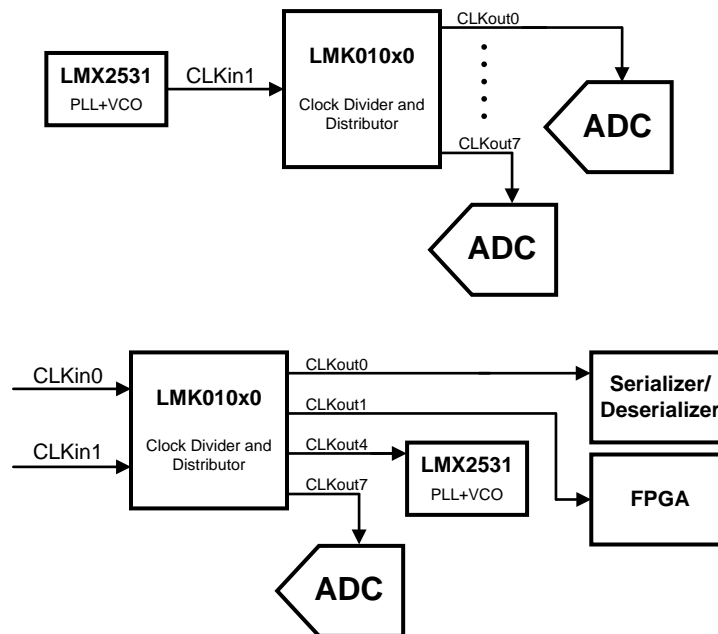 CLKout0
LMK010x0
LMX2531
CLKin1
PLL+VCO
Clock Divider and
Distributor
ADC
CLKout7
ADC
CLKin0
CLKout0
Serializer/
Deserializer
LMK010x0
CLKout1
CLKin1
Clock Divider and
Distributor
CLKout4
LMX2531
PLL+VCO
FPGA
CLKout7
ADC